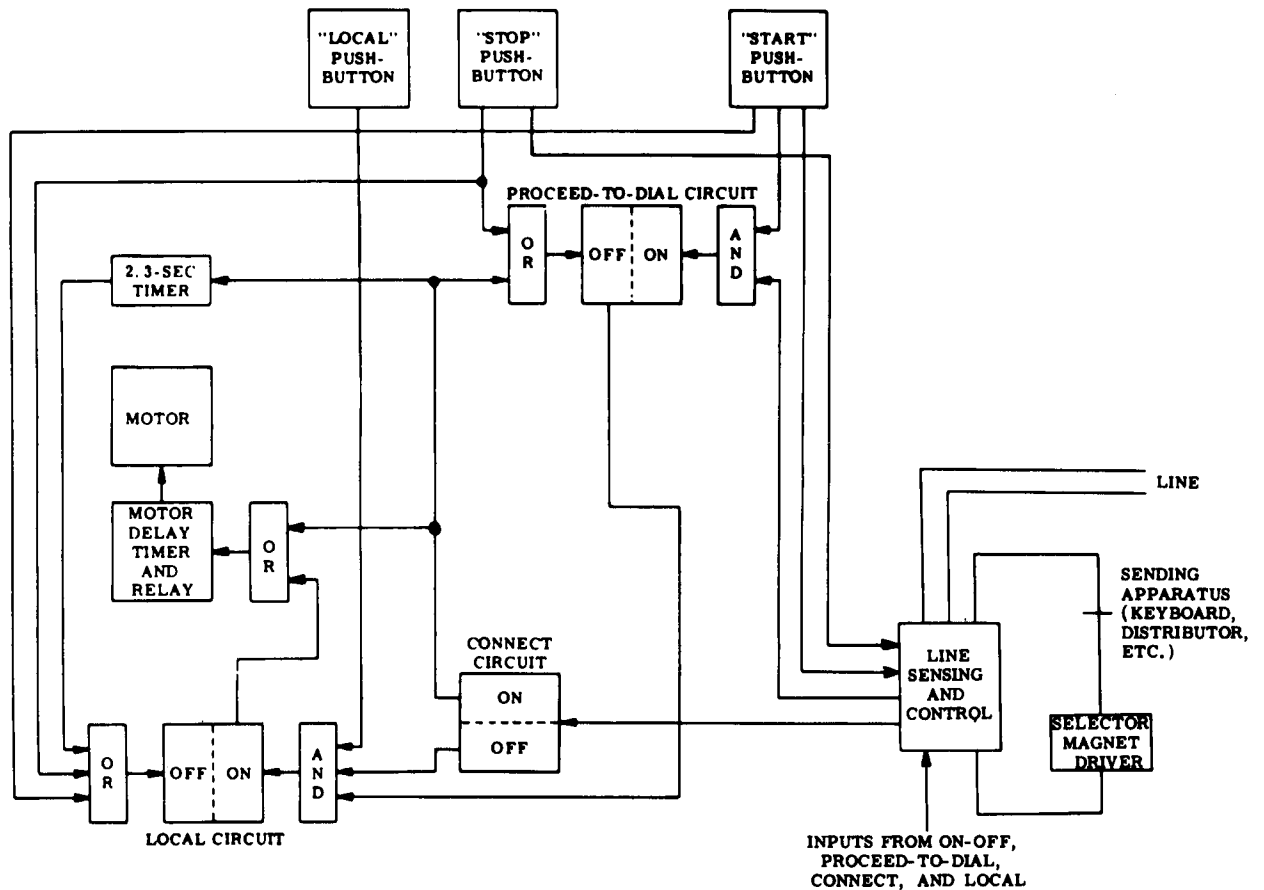 "LOCAL"
PUSH-
BUTTON
"STOP"
PUSH-
BUTTON
"START"
PUSH-
BUTTON
PROCEED-TO-DIAL CIRCUIT
O
R
OFF
ON
A
N
D
2.3-SEC
TIMER
MOTOR
MOTOR
DELAY
TIMER
AND
RELAY
O
R
LINE
SENDING
APPARATUS
(KEYBOARD,
DISTRIBUTOR,
ETC.)
CONNECT
CIRCUIT
ON
OFF
LINE
SENSING
AND
CONTROL
SELECTOR
MAGNET
DRIVER
O
R
OFF
ON
A
N
D
LOCAL CIRCUIT
INPUTS FROM ON-OFF,
PROCEED-TO-DIAL,
CONNECT, AND LOCAL